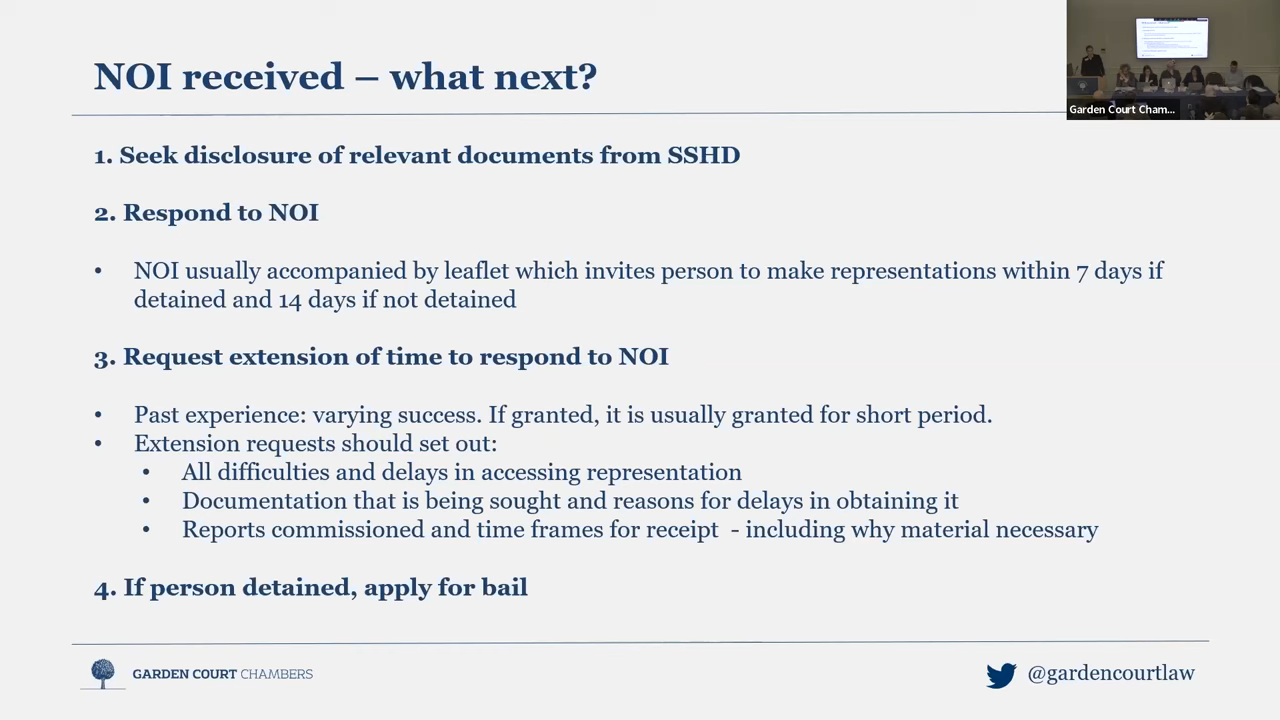 NOI received – what next?
Garden Court Cham...
1. Seek disclosure of relevant documents from SSHD
2. Respond to NOI
• NOI usually accompanied by leaflet which invites person to make representations within 7 days if
detained and 14 days if not detained
3. Request extension of time to respond to NOI
• Past experience: varying success. If granted, it is usually granted for short period.
• Extension requests should set out:
• All difficulties and delays in accessing representation
• Documentation that is being sought and reasons for delays in obtaining it
• Reports commissioned and time frames for receipt  - including why material necessary
4. If person detained, apply for bail
GARDEN COURT CHAMBERS
@gardencourtlaw